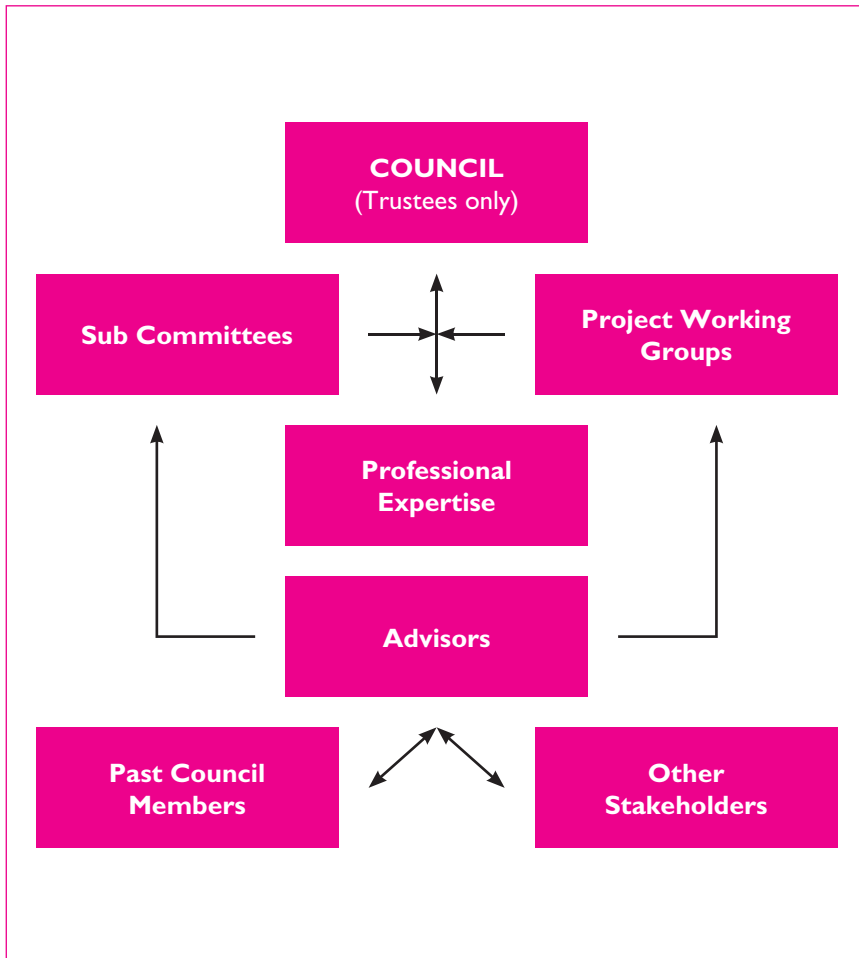 COUNCIL
(Trustees only)
Sub Committees
Project Working
Groups
Professional
Expertise
Advisors
Past Council
Members
Other
Stakeholders